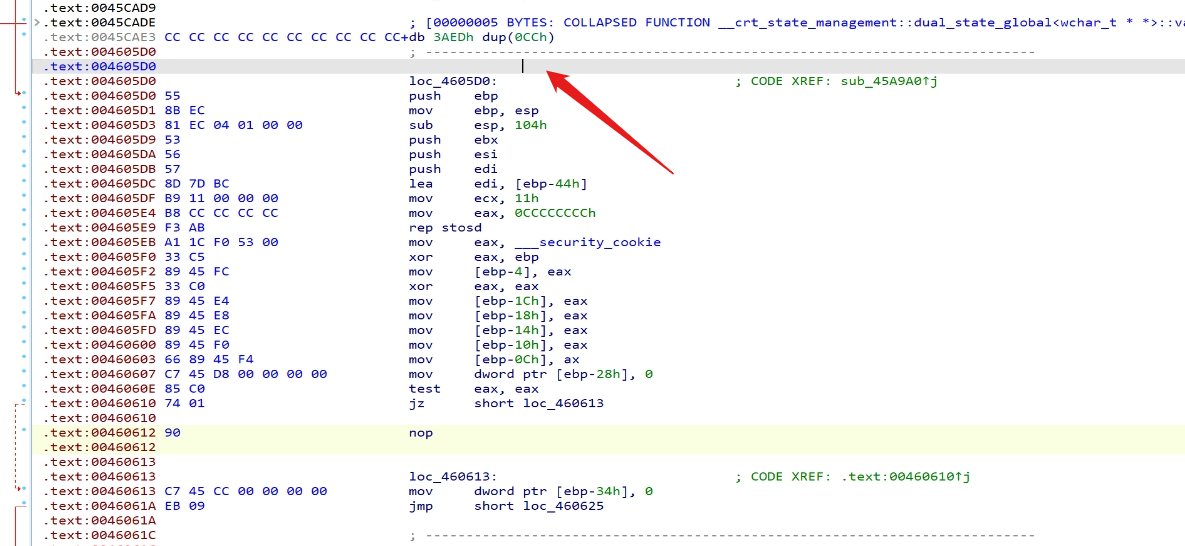 .text:0045CAD9
.text:0045CADE ; [00000005 BYTES: COLLAPSED FUNCTION __crt_state_management::dual_state_global<wchar_t * *>::va
.text:0045CAE3 CC CC CC CC CC CC CC CC CC CC CC+db 3AEDh dup(0CCh)
.text:004605D0 ; ---------------------------------------------------------------------------
.text:004605D0
.text:004605D0 loc_4605D0: ; CODE XREF: sub_45A9A0↑j
.text:004605D0 55 push ebp
.text:004605D1 8B EC mov ebp, esp
.text:004605D3 81 EC 04 01 00 00 sub esp, 104h
.text:004605D9 53 push ebx
.text:004605DA 56 push esi
.text:004605DB 57 push edi
.text:004605DC 8D 7D BC lea edi, [ebp-44h]
.text:004605DF B9 11 00 00 00 mov ecx, 11h
.text:004605E4 B8 CC CC CC CC mov eax, 0CCCCCCCCh
.text:004605E9 F3 AB rep stosd
.text:004605EB A1 1C F0 53 00 mov eax, ___security_cookie
.text:004605F0 33 C5 xor eax, ebp
.text:004605F2 89 45 FC mov [ebp-4], eax
.text:004605F5 33 C0 xor eax, eax
.text:004605F7 89 45 E4 mov [ebp-1Ch], eax
.text:004605FA 89 45 E8 mov [ebp-18h], eax
.text:004605FD 89 45 EC mov [ebp-14h], eax
.text:00460600 89 45 F0 mov [ebp-10h], eax
.text:00460603 66 89 45 F4 mov [ebp-0Ch], ax
.text:00460607 C7 45 D8 00 00 00 00 mov dword ptr [ebp-28h], 0
.text:0046060E 85 C0 test eax, eax
.text:00460610 74 01 jz short loc_460613
.text:00460610
.text:00460612 90 nop
.text:00460612
.text:00460613
.text:00460613 loc_460613: ; CODE XREF: .text:00460610↑j
.text:00460613 C7 45 CC 00 00 00 00 mov dword ptr [ebp-34h], 0
.text:0046061A EB 09 jmp short loc_460625
.text:0046061A
.text:0046061C ; ---------------------------------------------------------------------------